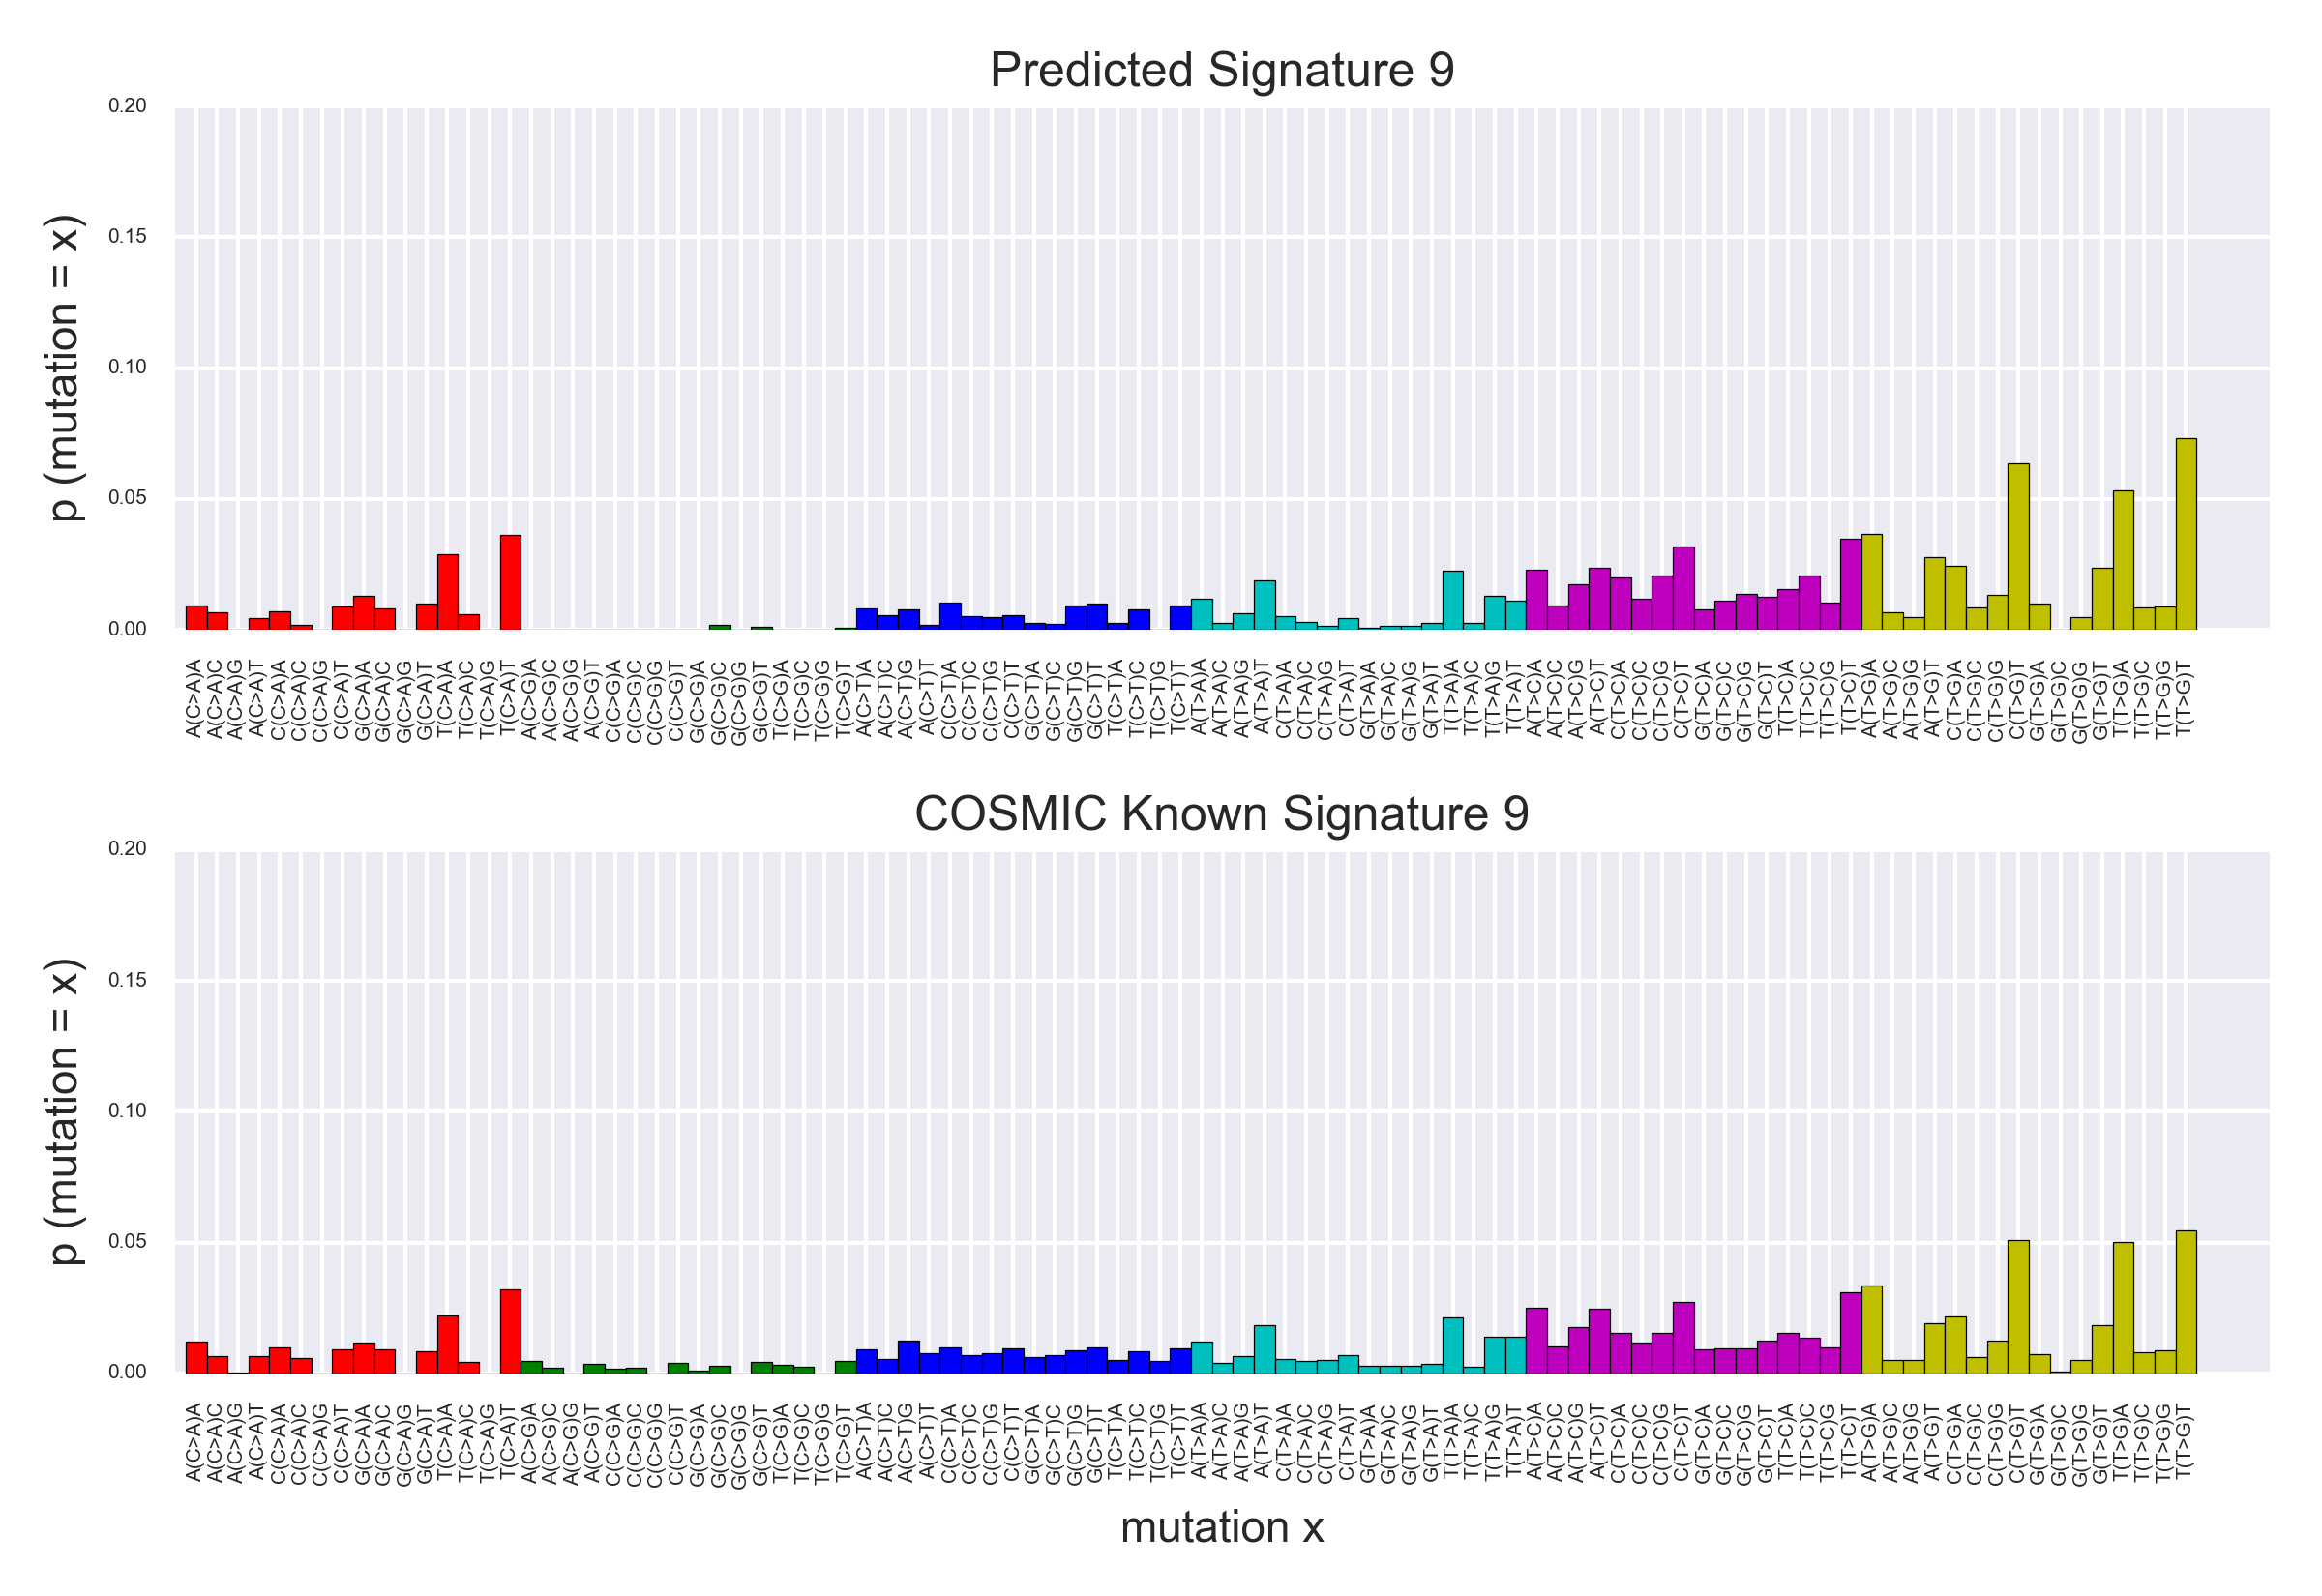 Predicted Signature 9
p (mutation = x)
0.20
0.15
0.10
0.05
0.00
A(C>A)A A(C>A)C A(C>A)G A(C>A)T C(C>A)A C(C>A)C C(C>A)G C(C>A)T G(C>A)A G(C>A)C G(C>A)G G(C>A)T T(C>A)A T(C>A)C T(C>A)G T(C>A)T A(C>G)A A(C>G)C A(C>G)G A(C>G)T C(C>G)A C(C>G)C C(C>G)G C(C>G)T G(C>G)A G(C>G)C G(C>G)G G(C>G)T T(C>G)A T(C>G)C T(C>G)G T(C>G)T A(C>T)A A(C>T)C A(C>T)G A(C>T)T C(C>T)A C(C>T)C C(C>T)G C(C>T)T G(C>T)A G(C>T)C G(C>T)G G(C>T)T T(C>T)A T(C>T)C T(C>T)G T(C>T)T A(T>A)A A(T>A)C A(T>A)G A(T>A)T C(T>A)A C(T>A)C C(T>A)G C(T>A)T G(T>A)A G(T>A)C G(T>A)G G(T>A)T T(T>A)A T(T>A)C T(T>A)G T(T>A)T A(T>C)A A(T>C)C A(T>C)G A(T>C)T C(T>C)A C(T>C)C C(T>C)G C(T>C)T G(T>C)A G(T>C)C G(T>C)G G(T>C)T T(T>C)A T(T>C)C T(T>C)G T(T>C)T A(T>G)A A(T>G)C A(T>G)G A(T>G)T C(T>G)A C(T>G)C C(T>G)G C(T>G)T G(T>G)A G(T>G)C G(T>G)G G(T>G)T T(T>G)A T(T>G)C T(T>G)G T(T>G)T
COSMIC Known Signature 9
p (mutation = x)
0.20
0.15
0.10
0.05
0.00
A(C>A)A A(C>A)C A(C>A)G A(C>A)T C(C>A)A C(C>A)C C(C>A)G C(C>A)T G(C>A)A G(C>A)C G(C>A)G G(C>A)T T(C>A)A T(C>A)C T(C>A)G T(C>A)T A(C>G)A A(C>G)C A(C>G)G A(C>G)T C(C>G)A C(C>G)C C(C>G)G C(C>G)T G(C>G)A G(C>G)C G(C>G)G G(C>G)T T(C>G)A T(C>G)C T(C>G)G T(C>G)T A(C>T)A A(C>T)C A(C>T)G A(C>T)T C(C>T)A C(C>T)C C(C>T)G C(C>T)T G(C>T)A G(C>T)C G(C>T)G G(C>T)T T(C>T)A T(C>T)C T(C>T)G T(C>T)T A(T>A)A A(T>A)C A(T>A)G A(T>A)T C(T>A)A C(T>A)C C(T>A)G C(T>A)T G(T>A)A G(T>A)C G(T>A)G G(T>A)T T(T>A)A T(T>A)C T(T>A)G T(T>A)T A(T>C)A A(T>C)C A(T>C)G A(T>C)T C(T>C)A C(T>C)C C(T>C)G C(T>C)T G(T>C)A G(T>C)C G(T>C)G G(T>C)T T(T>C)A T(T>C)C T(T>C)G T(T>C)T A(T>G)A A(T>G)C A(T>G)G A(T>G)T C(T>G)A C(T>G)C C(T>G)G C(T>G)T G(T>G)A G(T>G)C G(T>G)G G(T>G)T T(T>G)A T(T>G)C T(T>G)G T(T>G)T
mutation x